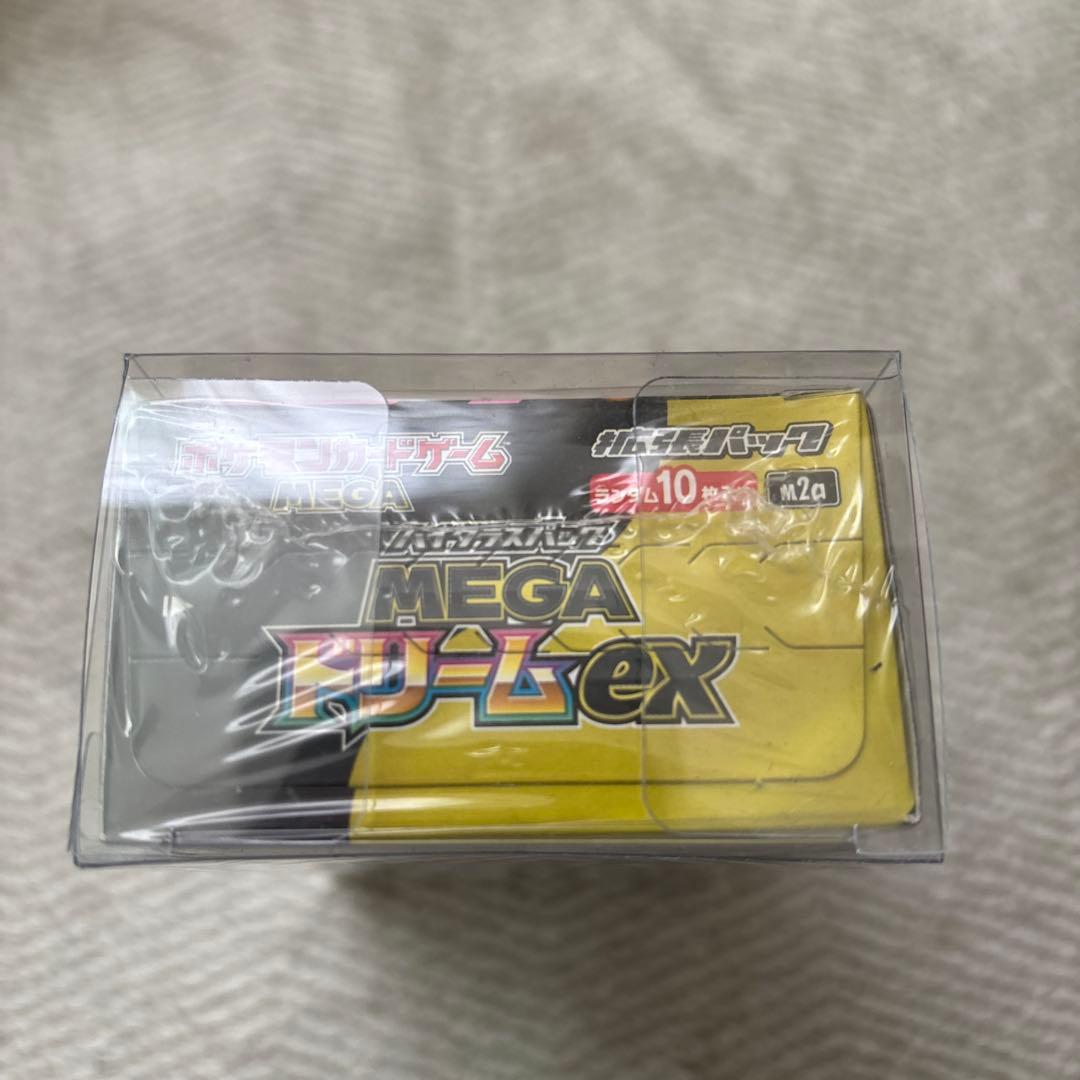 ポケモンカードゲーム
MEGA
拡張パック
ランダム10枚入り
M2a
ハイクラスパック
MEGA
ドリームex